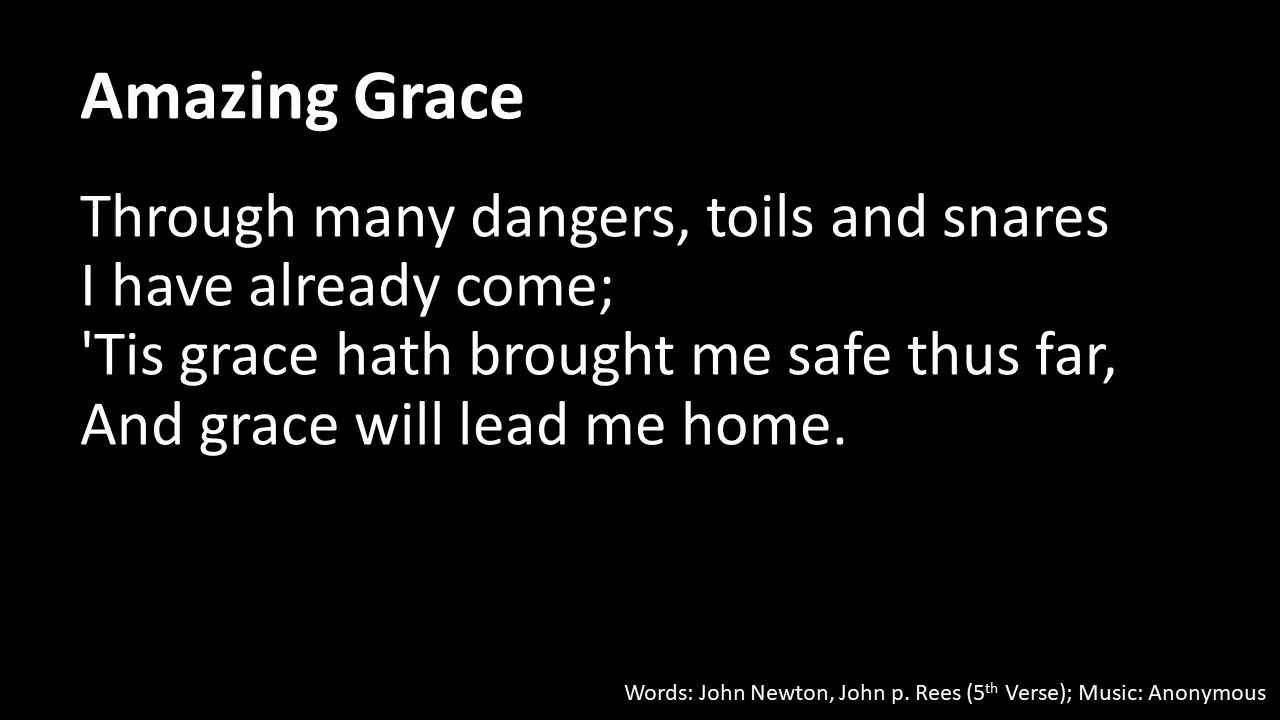 Amazing Grace
Through many dangers, toils and snares
I have already come;
'Tis grace hath brought me safe thus far,
And grace will lead me home.
Words: John Newton, John p. Rees (5th Verse); Music: Anonymous